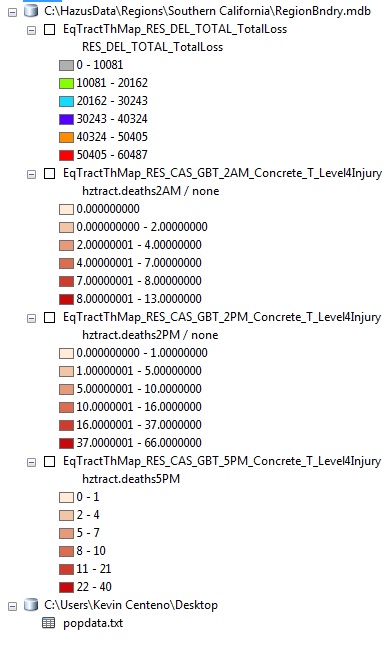 C:\HazusData\Regions\Southern California\RegionBndry.mdb
EqTractThMap_RES_DEL_TOTAL_TotalLoss
RES_DEL_TOTAL_TotalLoss
0 - 10081
10081 - 20162
20162 - 30243
30243 - 40324
40324 - 50405
50405 - 60487
EqTractThMap_RES_CAS_GBT_2AM_Concrete_T_Level4Injury
hztract.deaths2AM / none
0.000000000
0.000000000 - 2.00000000
2.00000001 - 4.00000000
4.00000001 - 7.00000000
7.00000001 - 8.00000000
8.00000001 - 13.0000000
EqTractThMap_RES_CAS_GBT_2PM_Concrete_T_Level4Injury
hztract.deaths2PM / none
0.000000000 - 1.00000000
1.00000001 - 5.00000000
5.00000001 - 10.0000000
10.0000001 - 16.0000000
16.0000001 - 37.0000000
37.0000001 - 66.0000000
EqTractThMap_RES_CAS_GBT_5PM_Concrete_T_Level4Injury
hztract.deaths5PM
0 - 1
2 - 4
5 - 7
8 - 10
11 - 21
22 - 40
C:\Users\Kevin Centeno\Desktop
popdata.txt